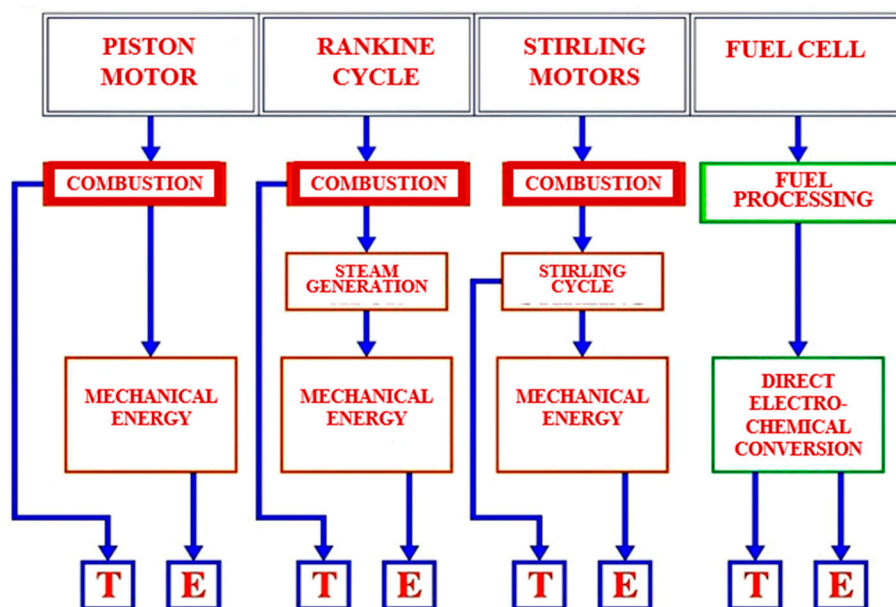 PISTON
MOTOR
RANKINE
CYCLE
STIRLING
MOTORS
FUEL CELL
COMBUSTION
COMBUSTION
COMBUSTION
FUEL
PROCESSING
STEAM
GENERATION
STIRLING
CYCLE
MECHANICAL
ENERGY
MECHANICAL
ENERGY
MECHANICAL
ENERGY
DIRECT
ELECTRO-
CHEMICAL
CONVERSION
T
E
T
E
T
E
T
E